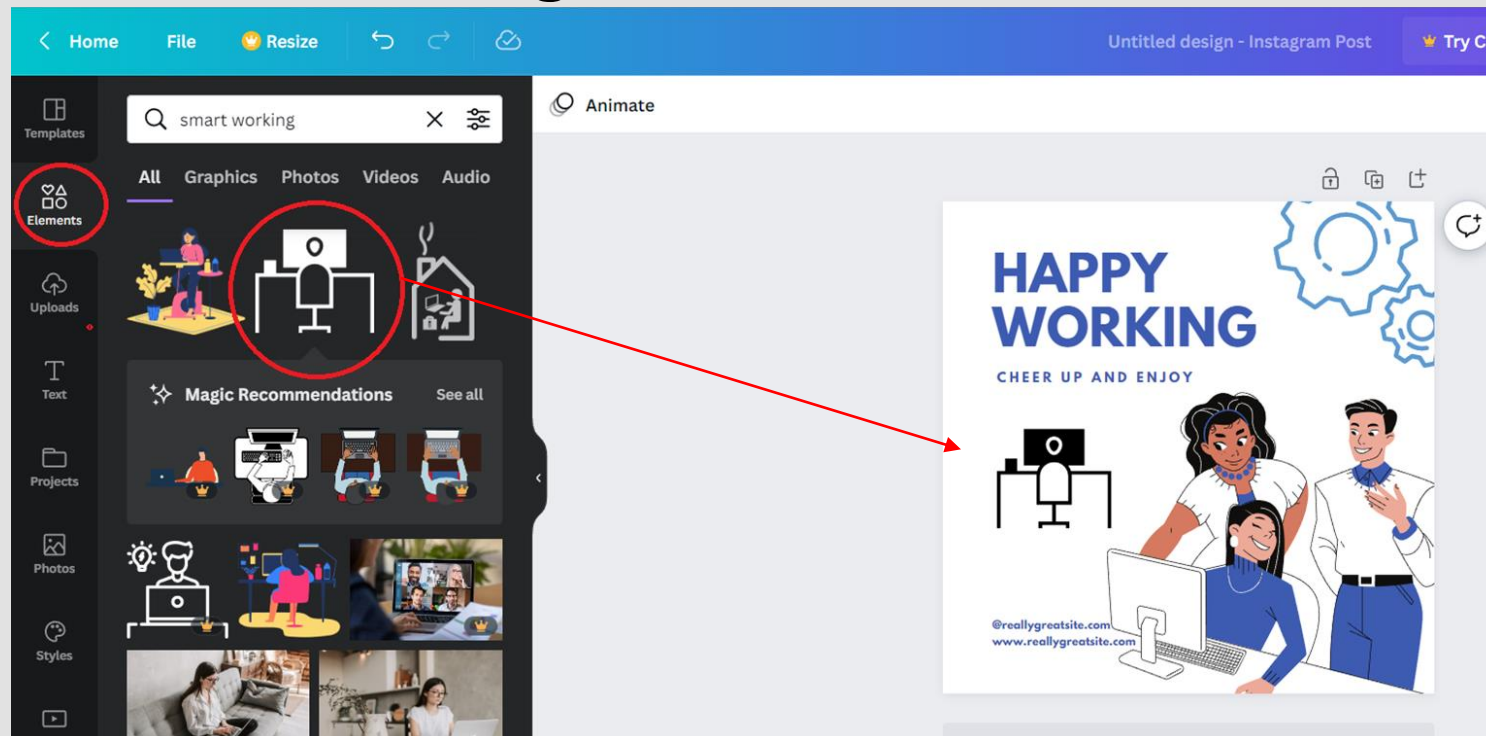 Home File Resize Untitled design - Instagram Post Try C
Templates
Elements
Uploads
Text
Projects
Photos
Styles
smart working
All Graphics Photos Videos Audio
Magic Recommendations See all
Animate
HAPPY
WORKING
CHEER UP AND ENJOY
@reallygreatsite.com
www.reallygreatsite.com